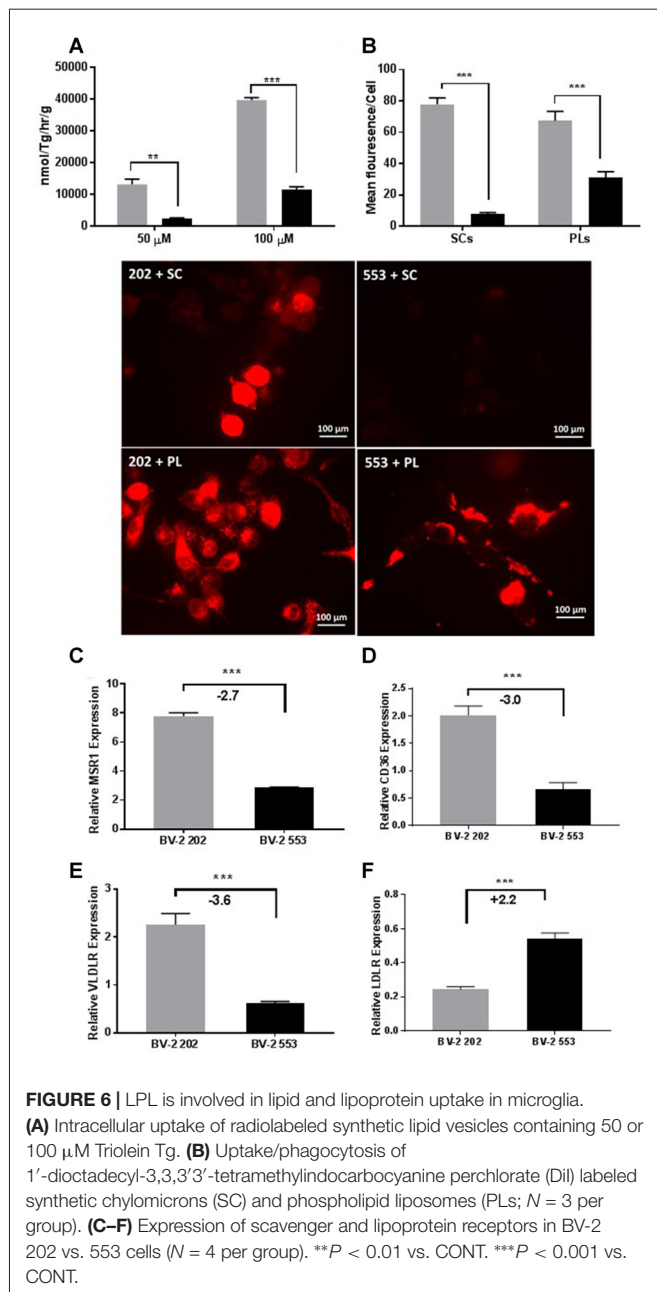 A
B
nmol/Tg/hr/g
50000
40000
30000
20000
10000
0
**
***
50 µM
100 µM
Mean flouresence/Cell
100
80
60
40
20
0
***
***
SCs
PLs
202 + SC
100 µm
553 + SC
100 µm
202 + PL
100 µm
553 + PL
100 µm
C
D
Relative MSR1 Expression
10
8
6
4
2
0
***
-2.7
BV-2 202
BV-2 553
Relative CD36 Expression
2.5
2.0
1.5
1.0
0.5
0.0
***
-3.0
BV-2 202
BV-2 553
E
F
Relative VLDLR Expression
3
2
1
0
***
-3.6
BV-2 202
BV-2 553
Relative LDLR Expression
0.8
0.6
0.4
0.2
0.0
***
+2.2
BV-2 202
BV-2 553
FIGURE 6 | LPL is involved in lipid and lipoprotein uptake in microglia.
(A) Intracellular uptake of radiolabeled synthetic lipid vesicles containing 50 or
100 µM Triolein Tg. (B) Uptake/phagocytosis of
1′-dioctadecyl-3,3,3′3′-tetramethylindocarbocyanine perchlorate (DiI) labeled
synthetic chylomicrons (SC) and phospholipid liposomes (PLs; N = 3 per
group). (C–F) Expression of scavenger and lipoprotein receptors in BV-2
202 vs. 553 cells (N = 4 per group). **P < 0.01 vs. CONT. ***P < 0.001 vs.
CONT.